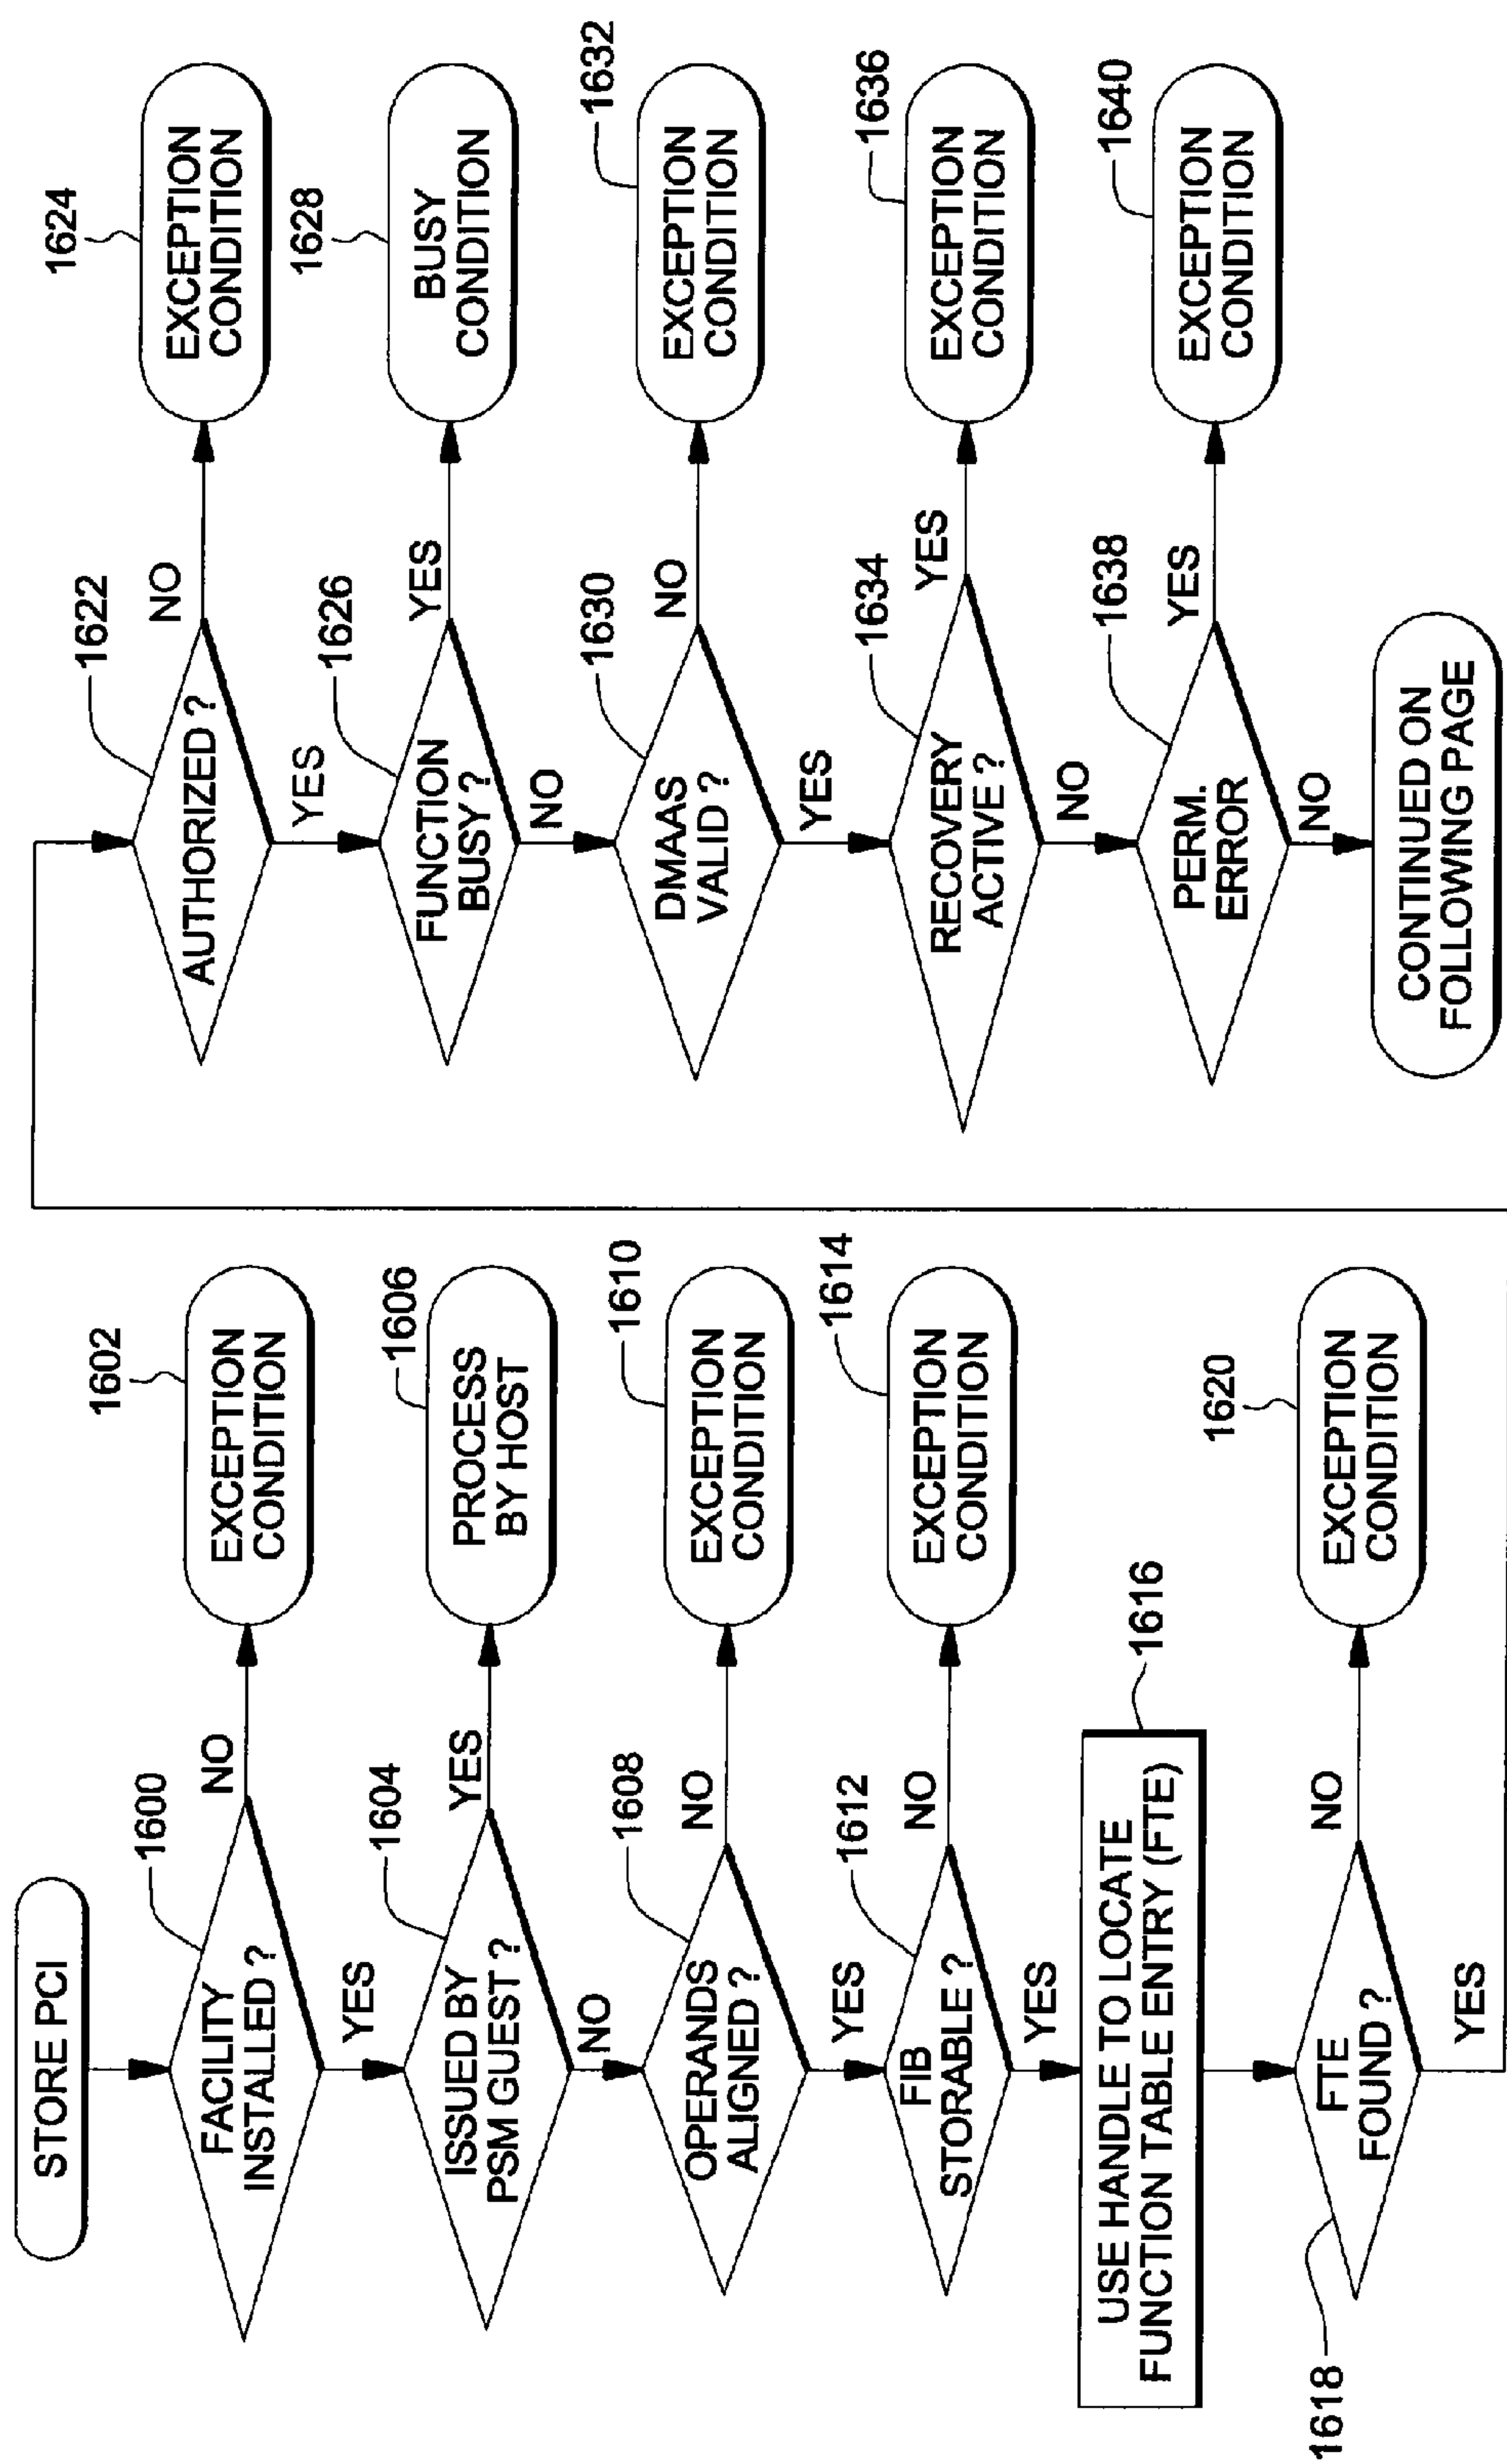 STORE PCI
1600
FACILITY
INSTALLED ?
NO
1602
EXCEPTION
CONDITION
YES
1604
ISSUED BY
PSM GUEST ?
YES
1606
PROCESS
BY HOST
NO
1608
OPERANDS
ALIGNED ?
NO
1610
EXCEPTION
CONDITION
YES
1612
FIB
STORABLE ?
NO
1614
EXCEPTION
CONDITION
YES
1616
USE HANDLE TO LOCATE
FUNCTION TABLE ENTRY (FTE)
1618
FTE
FOUND ?
NO
1620
EXCEPTION
CONDITION
YES
1622
AUTHORIZED ?
NO
1624
EXCEPTION
CONDITION
YES
1626
FUNCTION
BUSY ?
YES
1628
BUSY
CONDITION
NO
1630
DMAAS
VALID ?
NO
1632
EXCEPTION
CONDITION
YES
1634
RECOVERY
ACTIVE ?
YES
1636
EXCEPTION
CONDITION
NO
1638
PERM.
ERROR
YES
1640
EXCEPTION
CONDITION
NO
CONTINUED ON
FOLLOWING PAGE